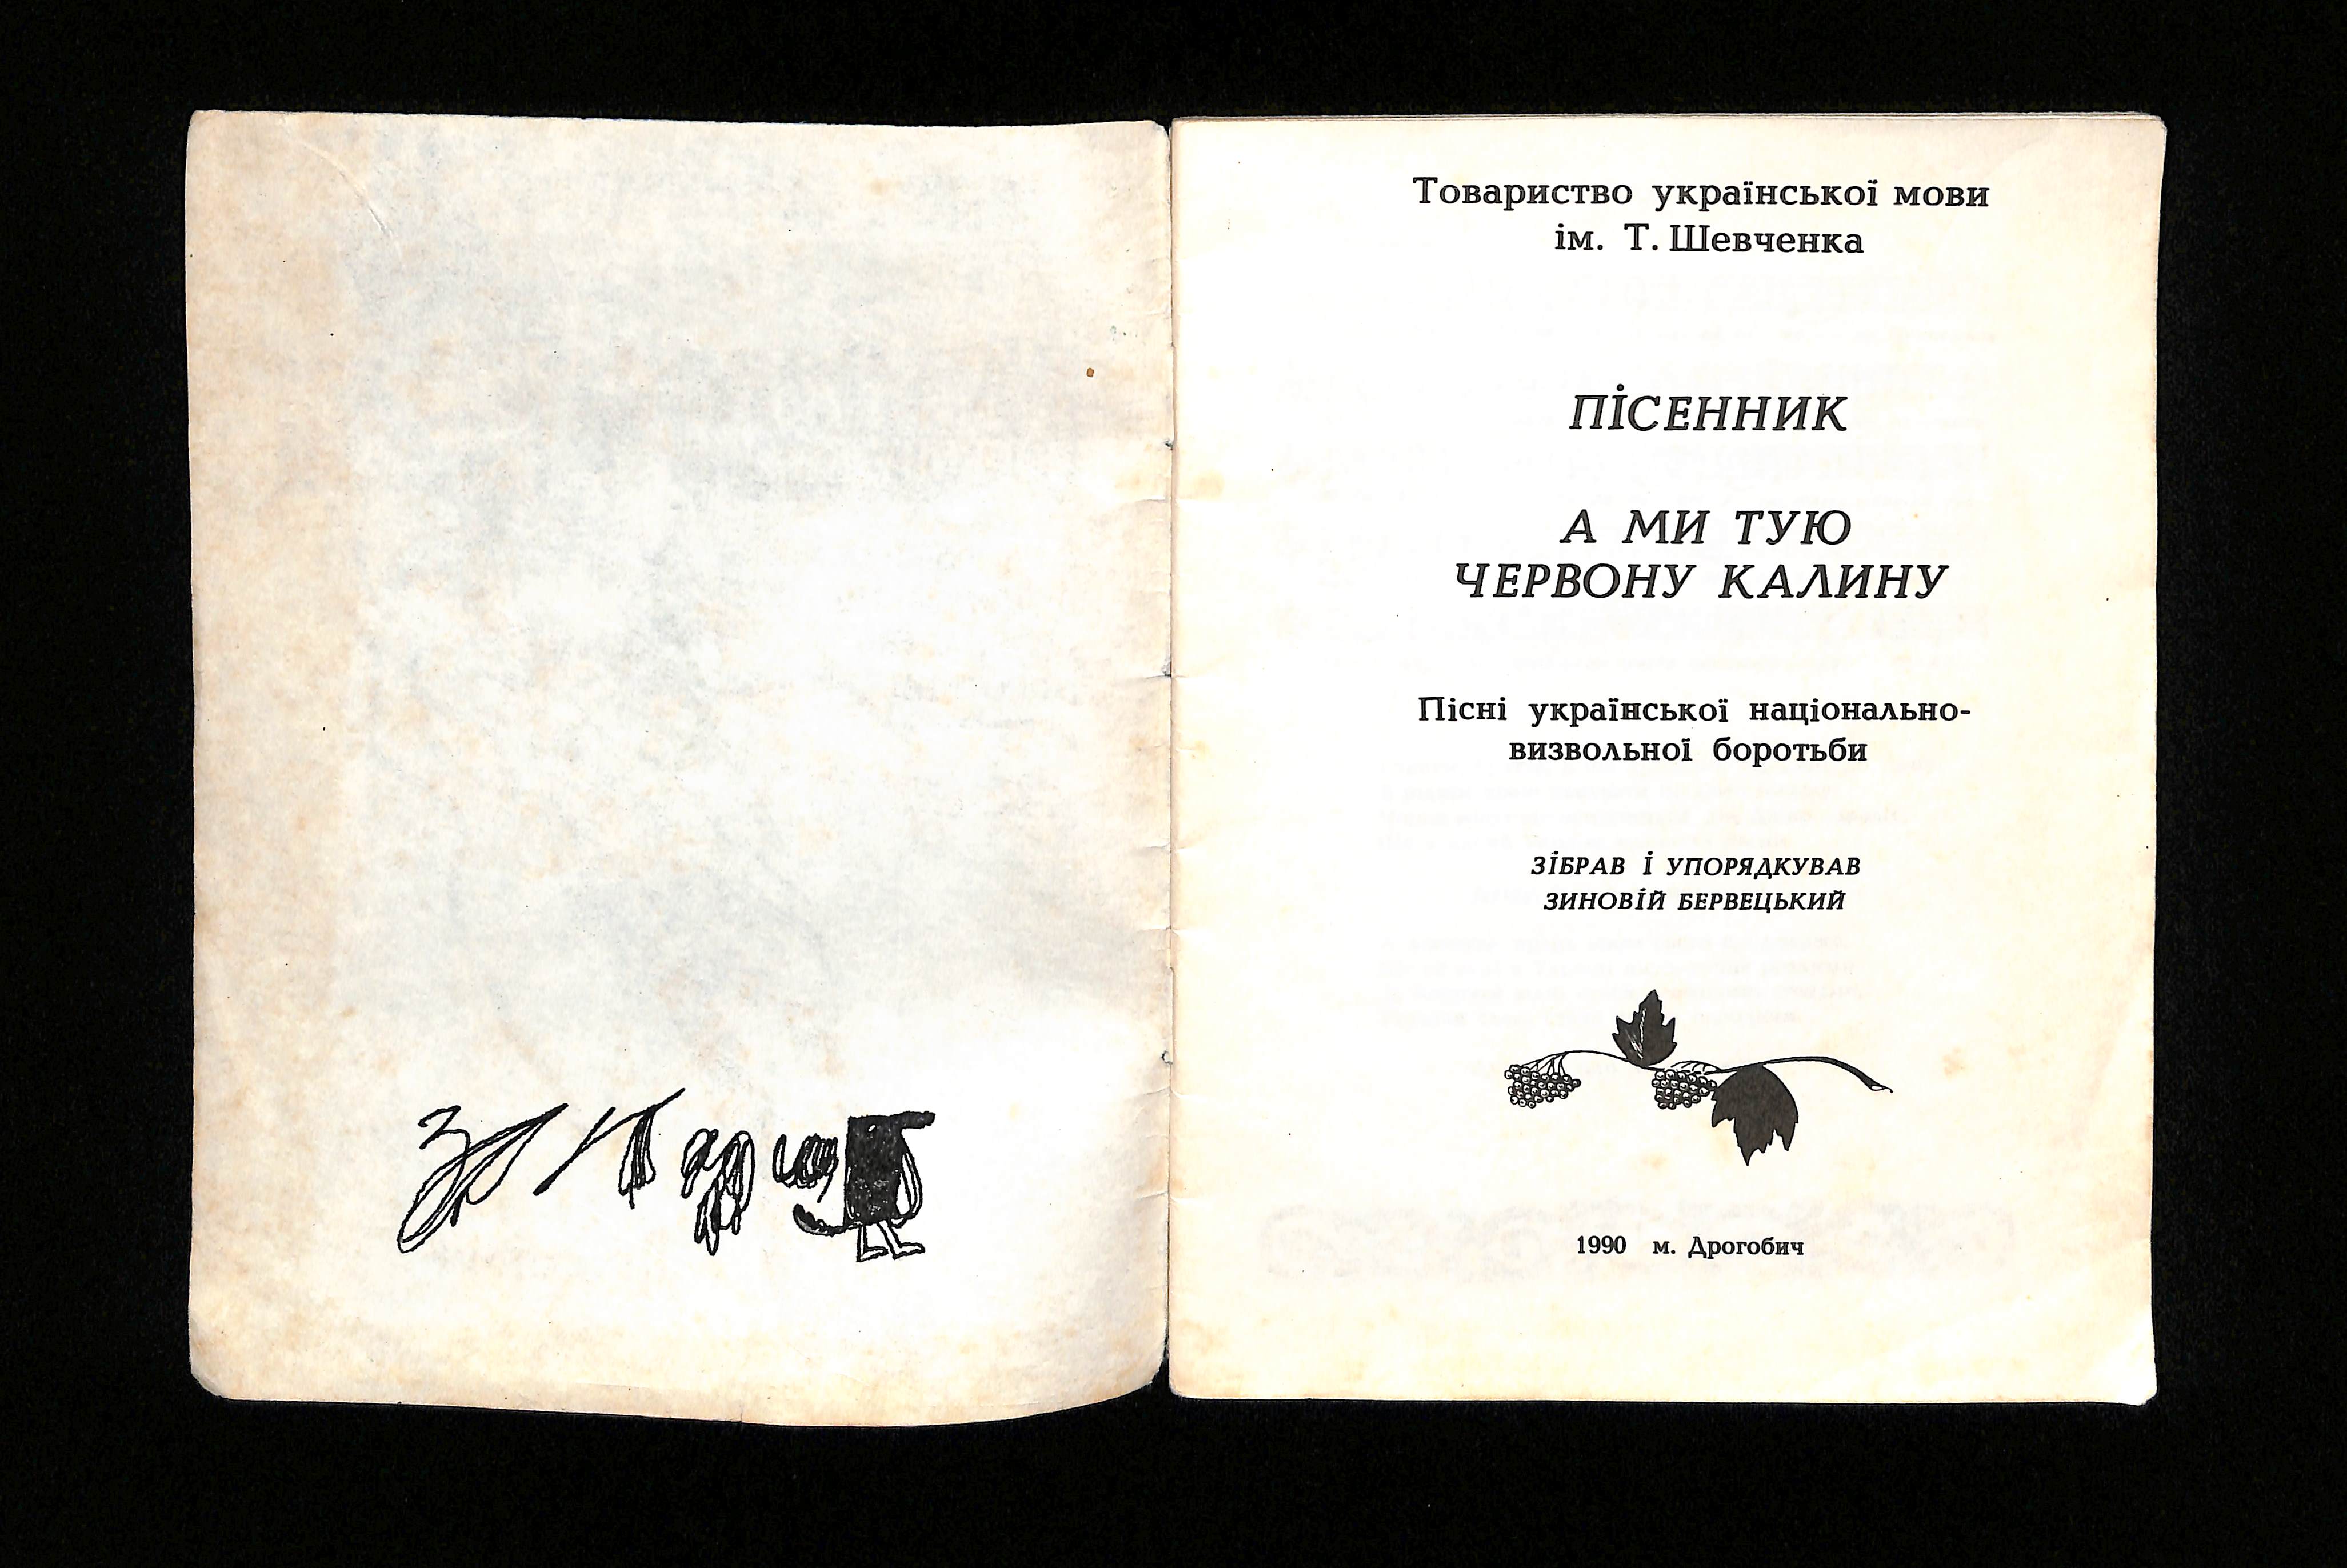 Товариство української мови
ім. Т. Шевченка
ПІСЕННИК
А МИ ТУЮ
ЧЕРВОНУ КАЛИНУ
Пісні української національно-
визвольної боротьби
ЗІБРАВ І УПОРЯДКУВАВ
ЗИНОВІЙ БЕРВЕЦЬКИЙ
1990 м. Дрогобич